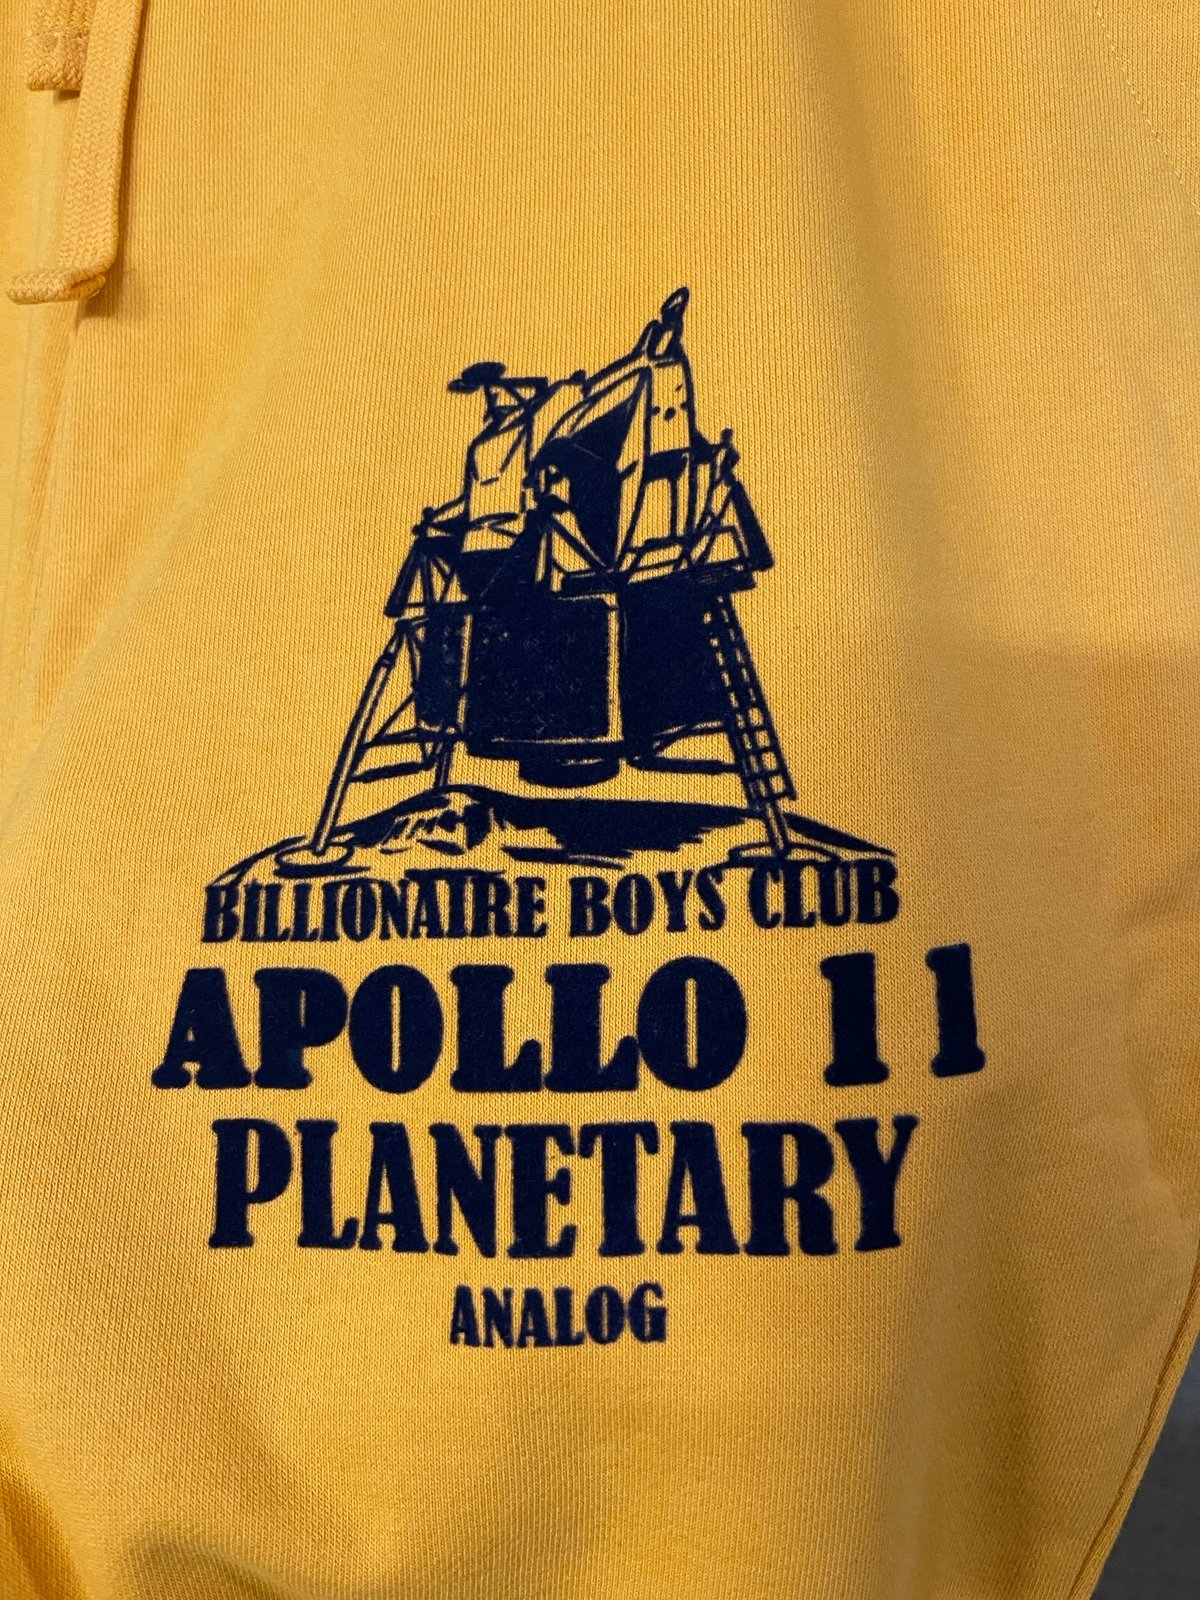 BILLIONAIRE BOYS CLUB
APOLLO 11
PLANETARY
ANALOG